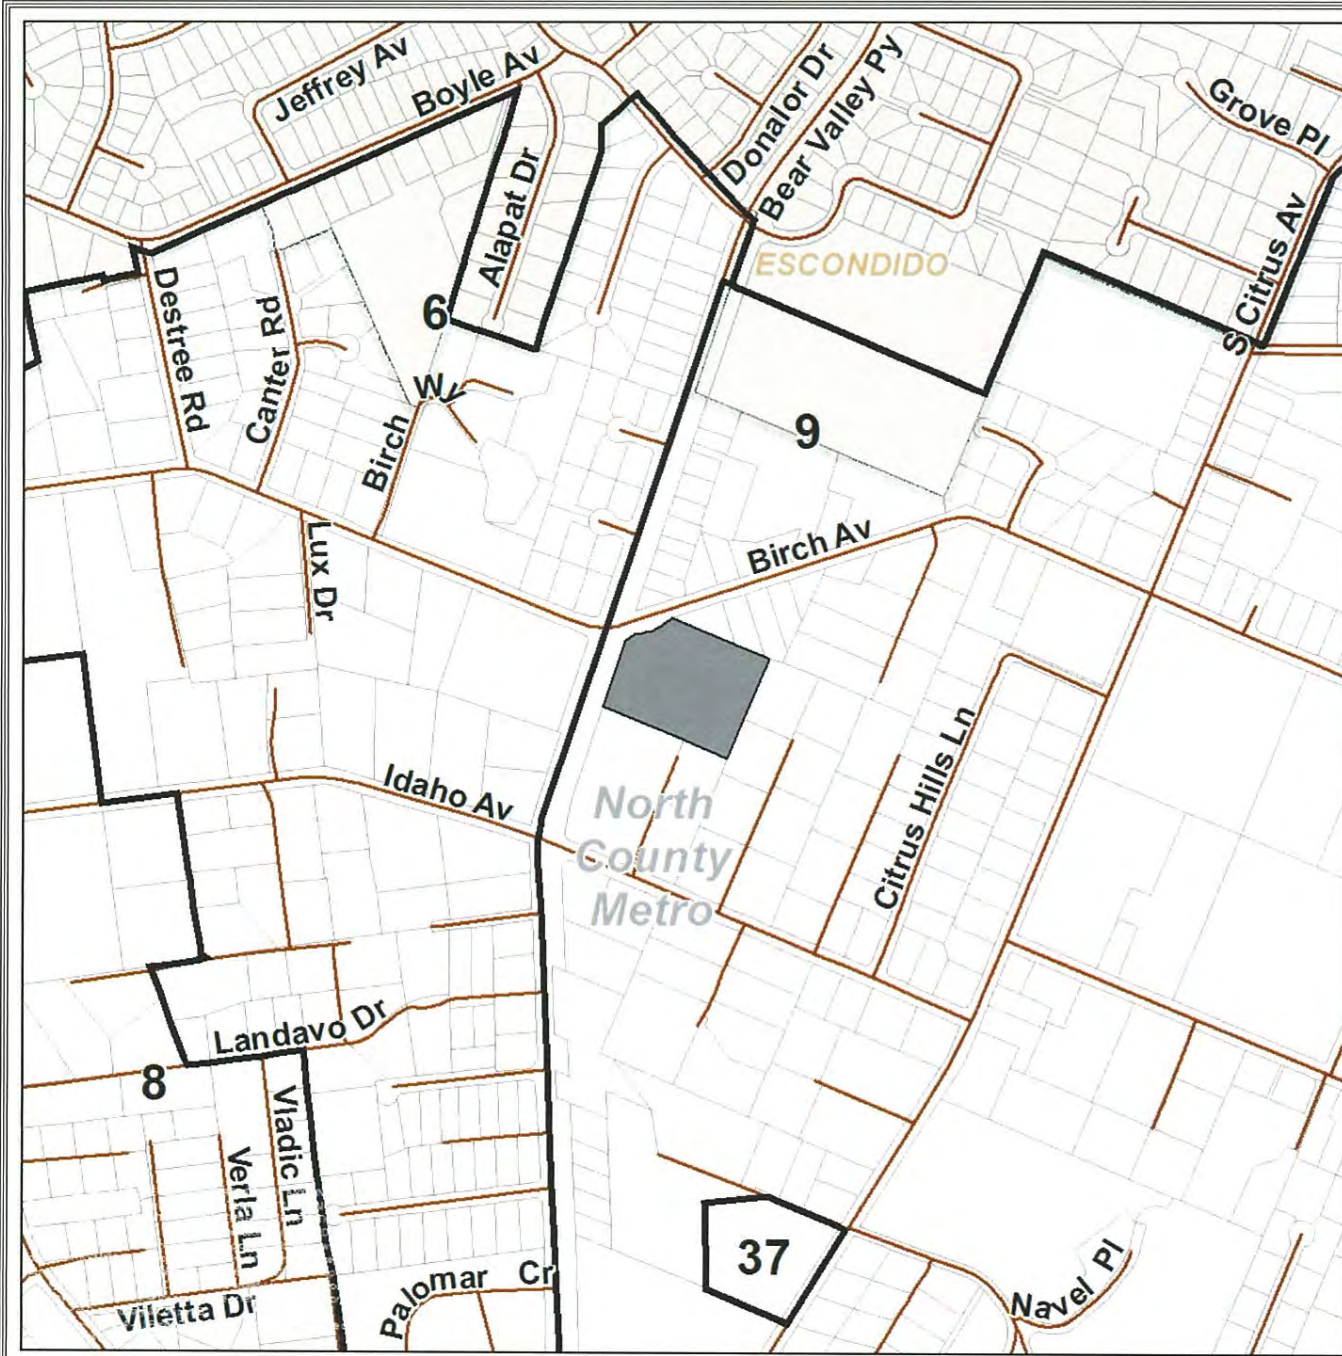 Jeffrey Av
Boyle Av
Donalor Dr
Bear Valley Py
Grove Pl
Alapat Dr
ESCONDIDO
S Citrus Av
Destree Rd
Canter Rd
6
W
Birch
9
Lux Dr
Birch Av
Idaho Av
North
County
Metro
Citrus Hills Ln
Landavo Dr
8
Vladic Ln
Verla Ln
Viletta Dr
Palomar Cr
37
Navel Pl